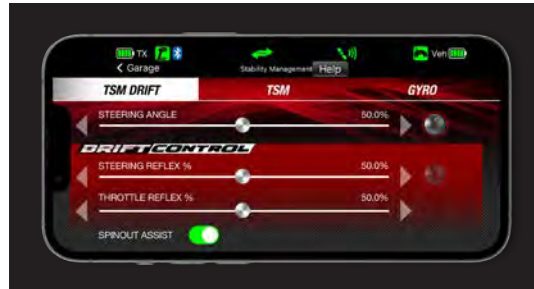 TX Veh
< Garage Stability Management Help
TSM DRIFT TSM GYRO
STEERING ANGLE 50.0%
DRIFT CONTROL
STEERING REFLEX % 50.0%
THROTTLE REFLEX % 50.0%
SPINOUT ASSIST